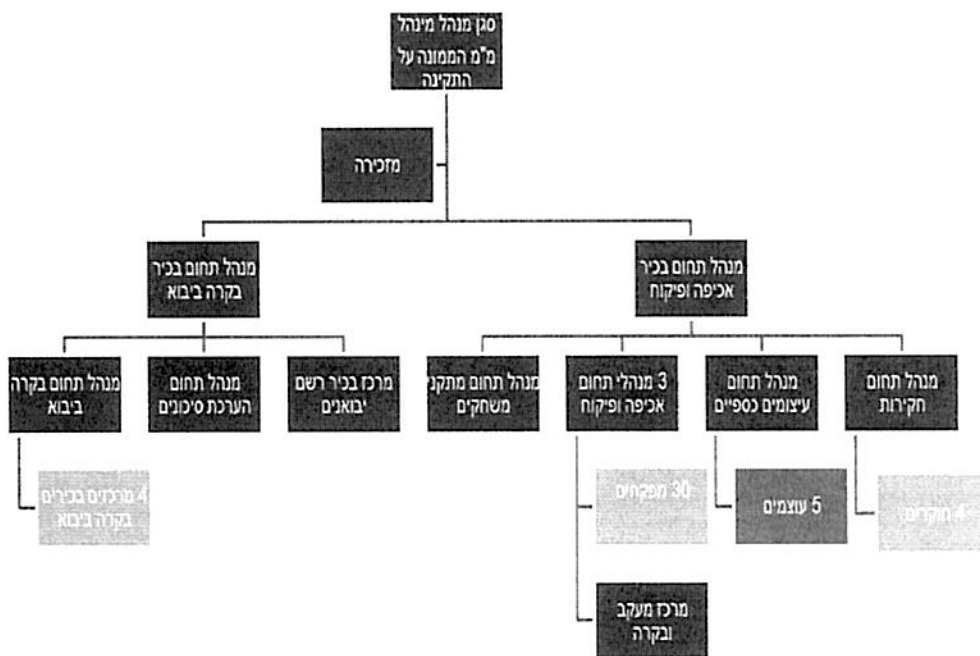 סגן מנהל מינהל
מ"מ הממונה על
התקינה
מזכירה
מנהל תחום בכיר
אכיפה ופיקוח
מנהל תחום בכיר
בקרה ביבוא
מנהל תחום
חקירות
מנהל תחום
עיצומים כספיים
3 מנהלי תחום
אכיפה ופיקוח
מנהל תחום מתקני
משחקים
מרכז בכיר רשם
יבואנים
מנהל תחום
הערכת סיכונים
מנהל תחום בקרה
ביבוא
4 חוקרים
5 עוצמים
30 מפקחים
4 מרכזים בכירים
בקרה ביבוא
מרכז מעקב
ובקרה